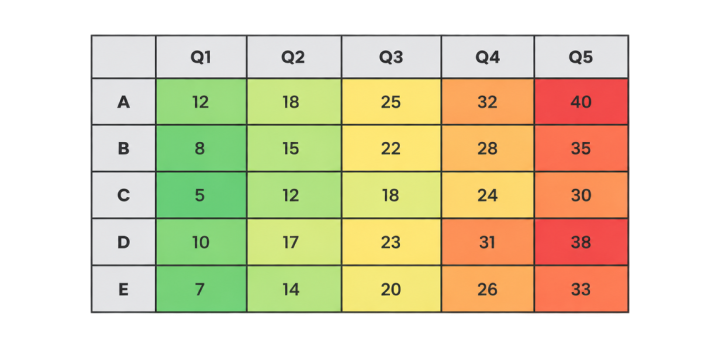 Q1 Q2 Q3 Q4 Q5
A 12 18 25 32 40
B 8 15 22 28 35
C 5 12 18 24 30
D 10 17 23 31 38
E 7 14 20 26 33